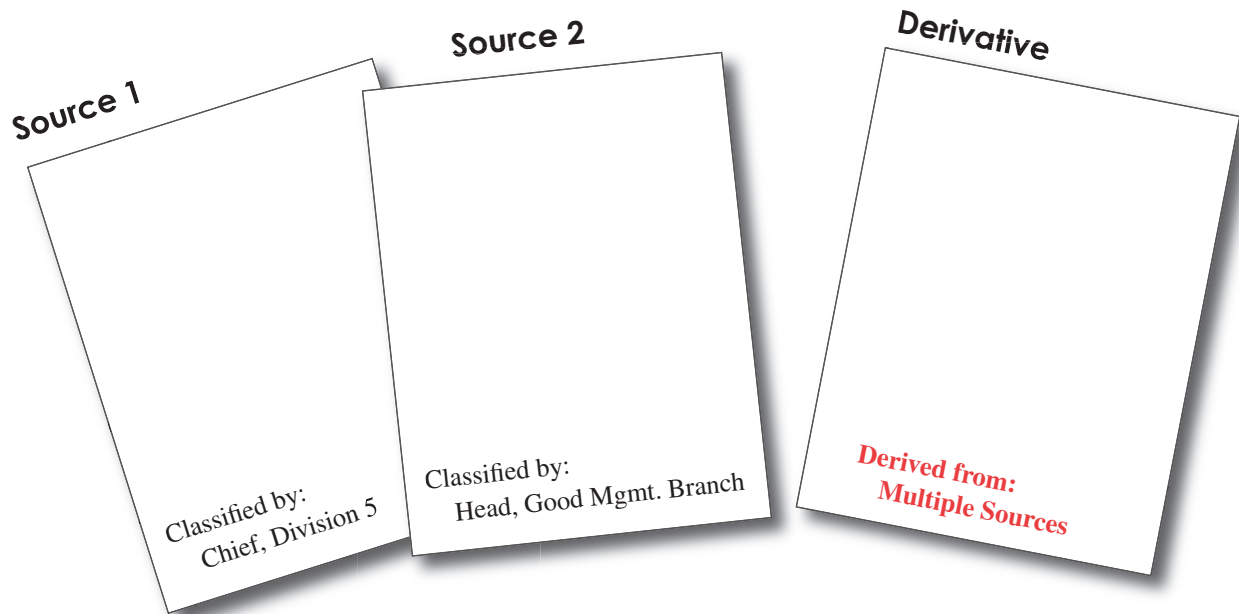 Source 1
Classified by:
Chief, Division 5
Source 2
Classified by:
Head, Good Mgmt. Branch
Derivative
Derived from:
Multiple Sources